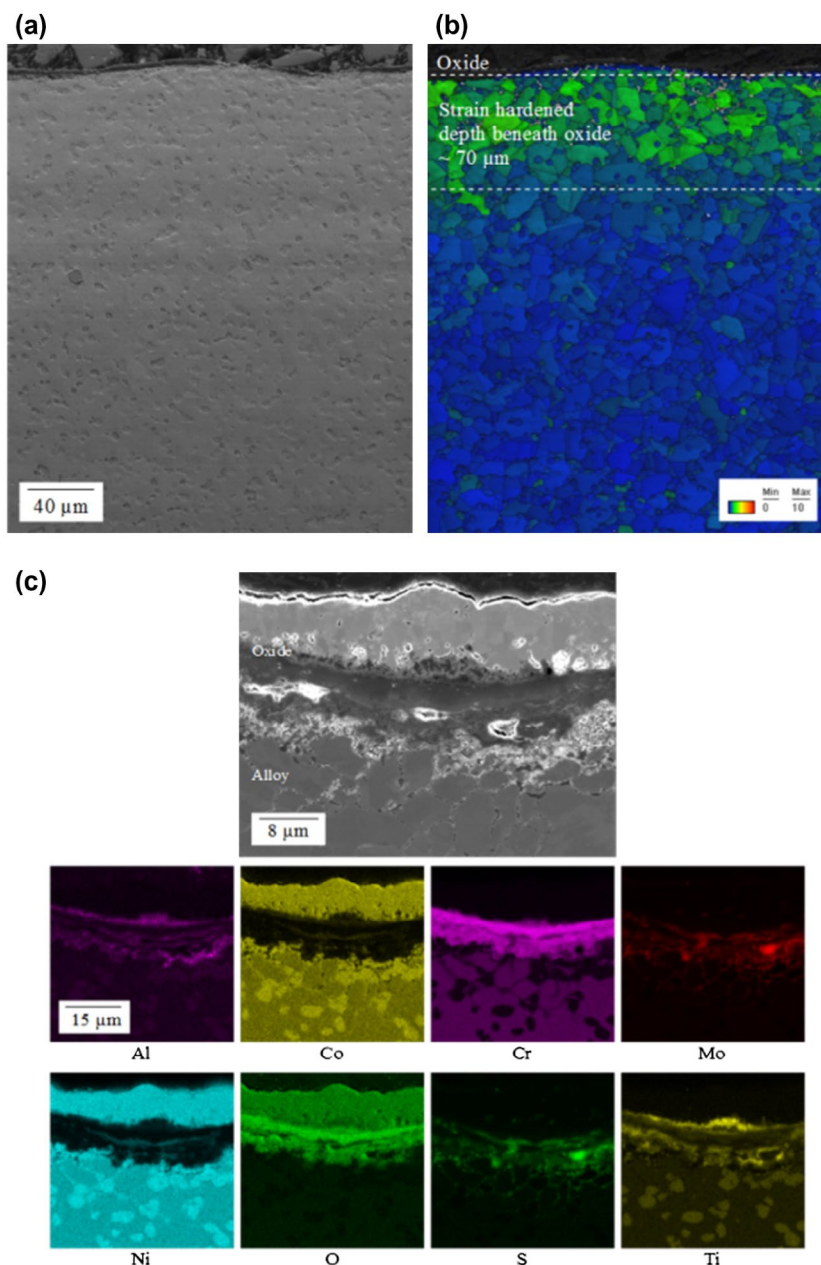 (a)
(b)
Oxide
Strain hardened
depth beneath oxide
~ 70 µm
40 µm
Min Max
0 10
(c)
Oxide
Alloy
8 µm
15 µm
Al
Co
Cr
Mo
Ni
O
S
Ti